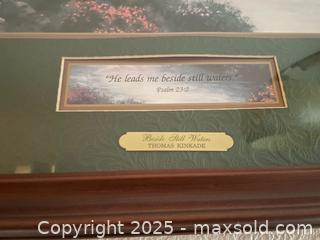 "He leads me beside still waters."
Psalm 23:2
Beside Still Waters
THOMAS KINKADE
Copyright 2025 - maxsold.com